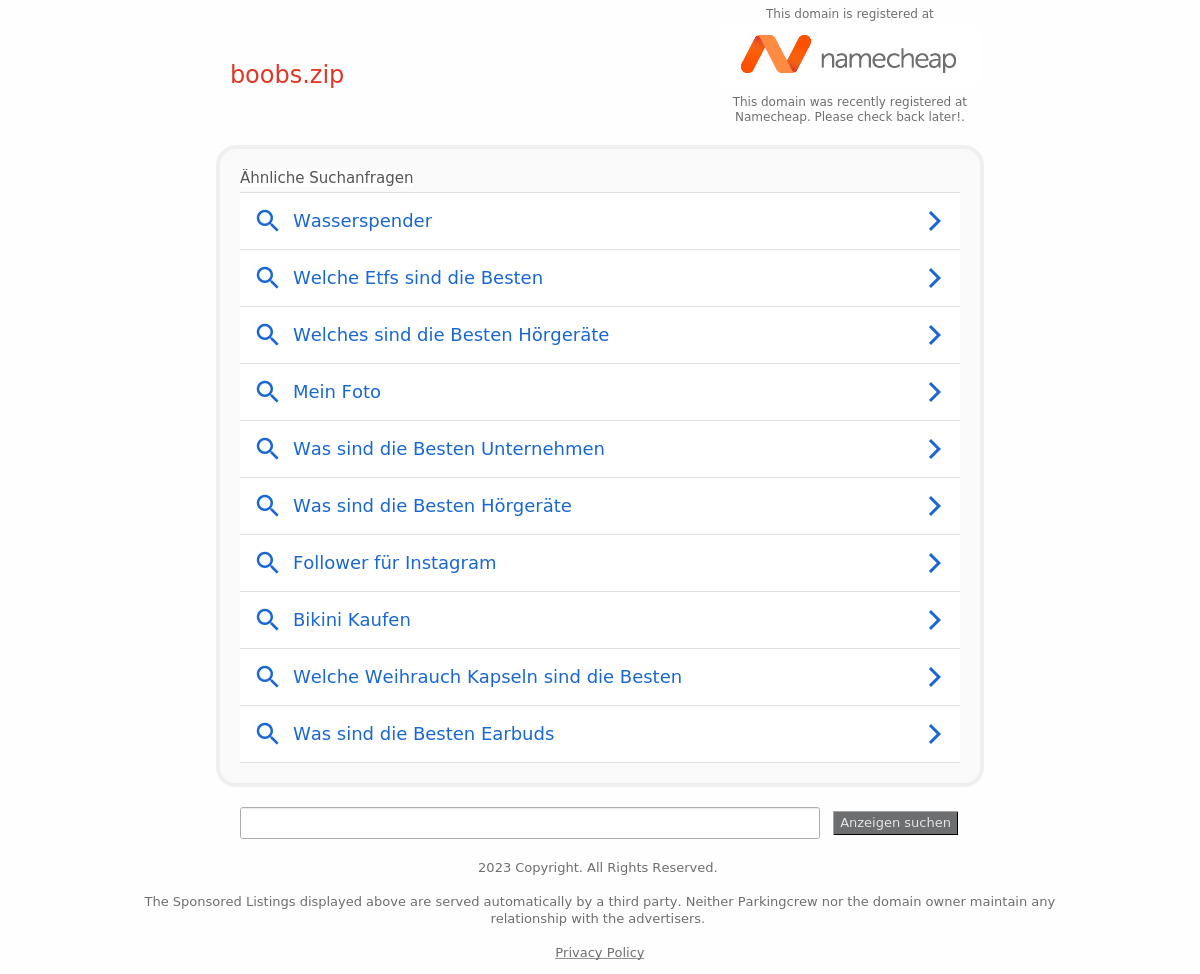 This domain is registered at
namecheap
boobs.zip
This domain was recently registered at
Namecheap. Please check back later!.
Ähnliche Suchanfragen
Wasserspender
Welche Etfs sind die Besten
Welches sind die Besten Hörgeräte
Mein Foto
Was sind die Besten Unternehmen
Was sind die Besten Hörgeräte
Follower für Instagram
Bikini Kaufen
Welche Weihrauch Kapseln sind die Besten
Was sind die Besten Earbuds
Anzeigen suchen
2023 Copyright. All Rights Reserved.
The Sponsored Listings displayed above are served automatically by a third party. Neither Parkingcrew nor the domain owner maintain any
relationship with the advertisers.
Privacy Policy